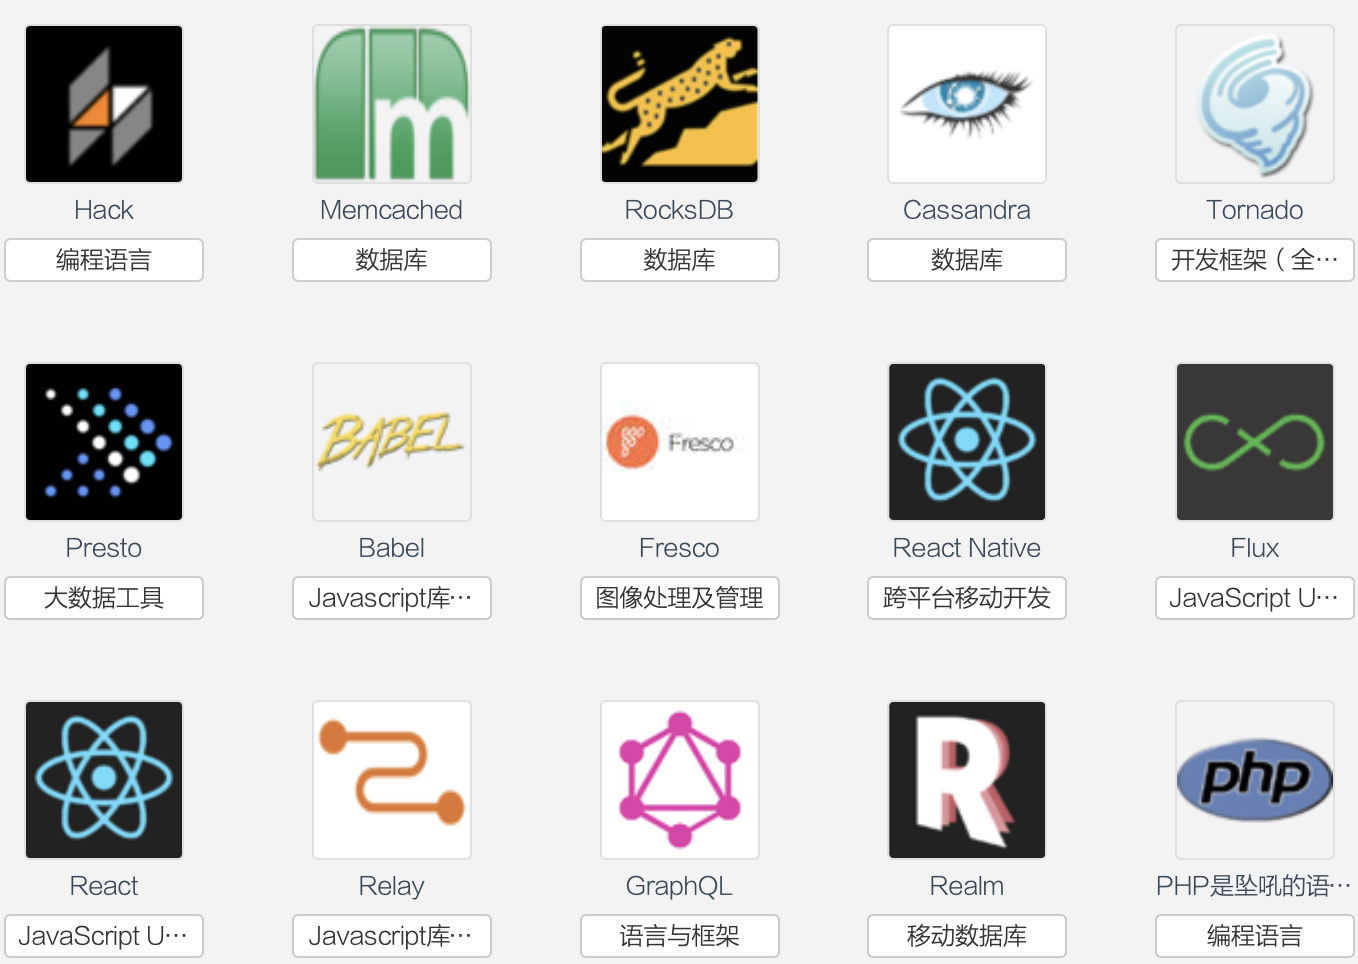 m
Hack
Memcached
RocksDB
Cassandra
Tornado
编程语言
数据库
数据库
数据库
开发框架（全…
BABEL
Fresco
Presto
Babel
Fresco
React Native
Flux
大数据工具
Javascript库…
图像处理及管理
跨平台移动开发
JavaScript U…
R
php
React
Relay
GraphQL
Realm
PHP是坠吼的语…
JavaScript U…
Javascript库…
语言与框架
移动数据库
编程语言